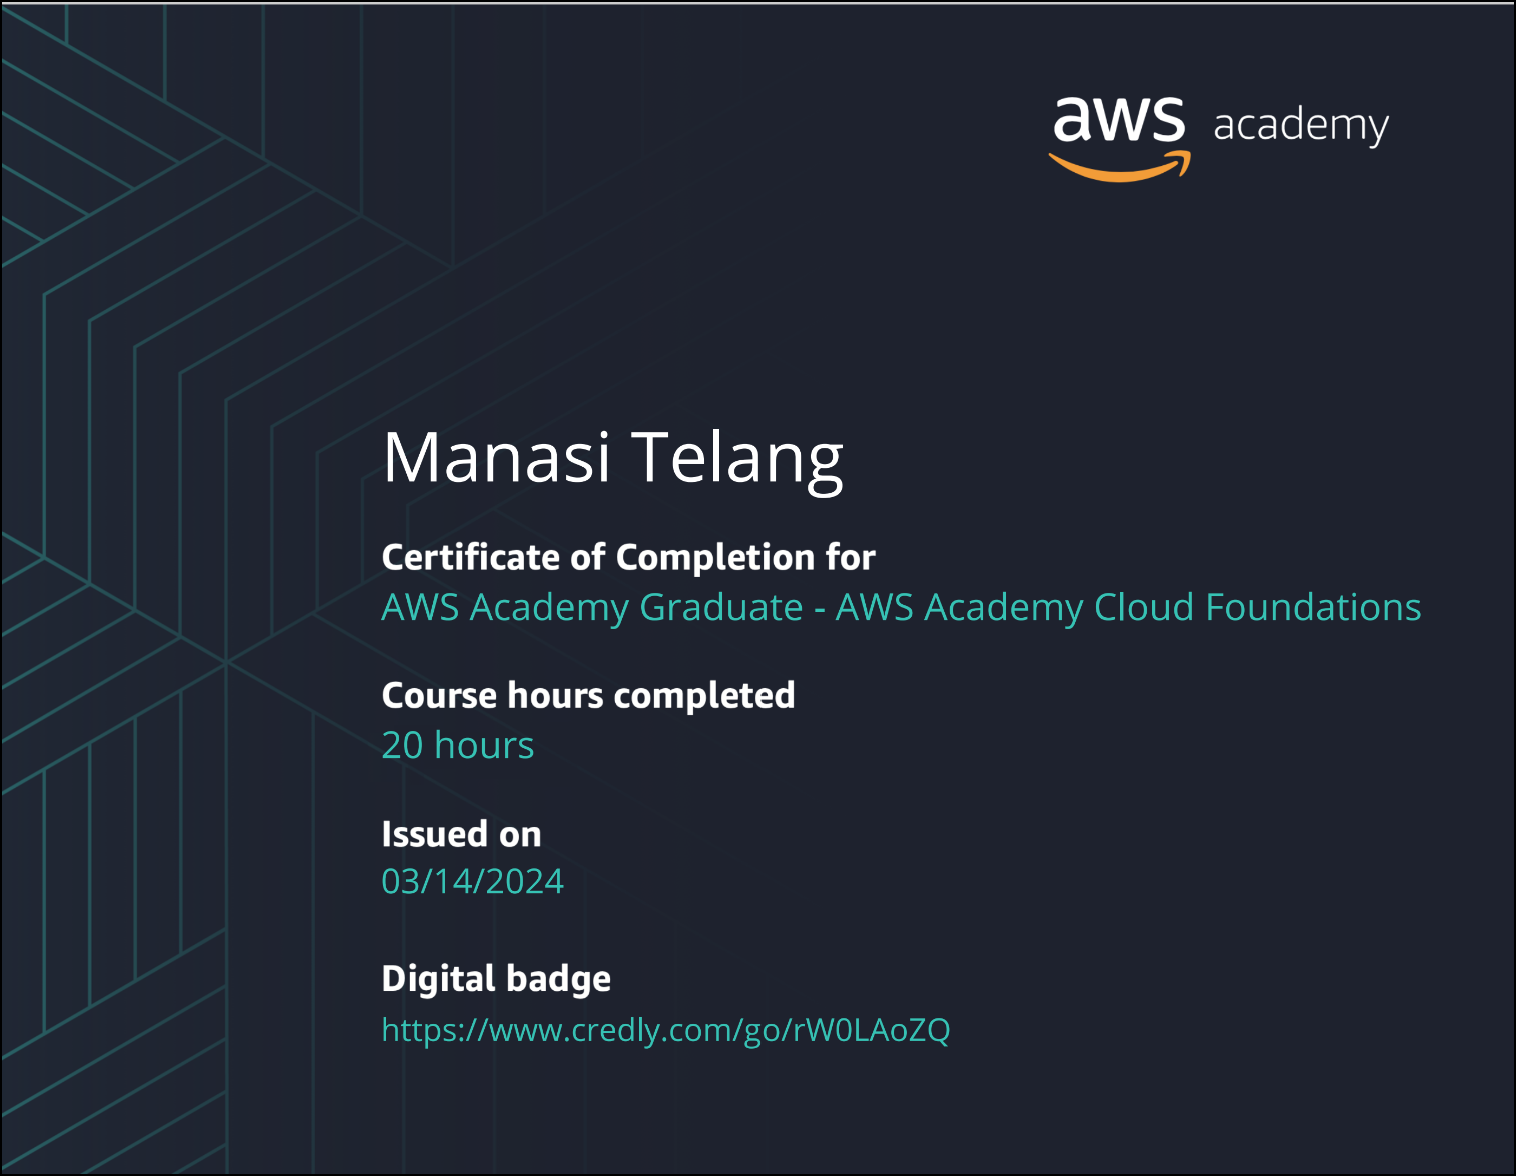 aws academy
Manasi Telang
Certificate of Completion for
AWS Academy Graduate - AWS Academy Cloud Foundations
Course hours completed
20 hours
Issued on
03/14/2024
Digital badge
https://www.credly.com/go/rW0LAoZQ